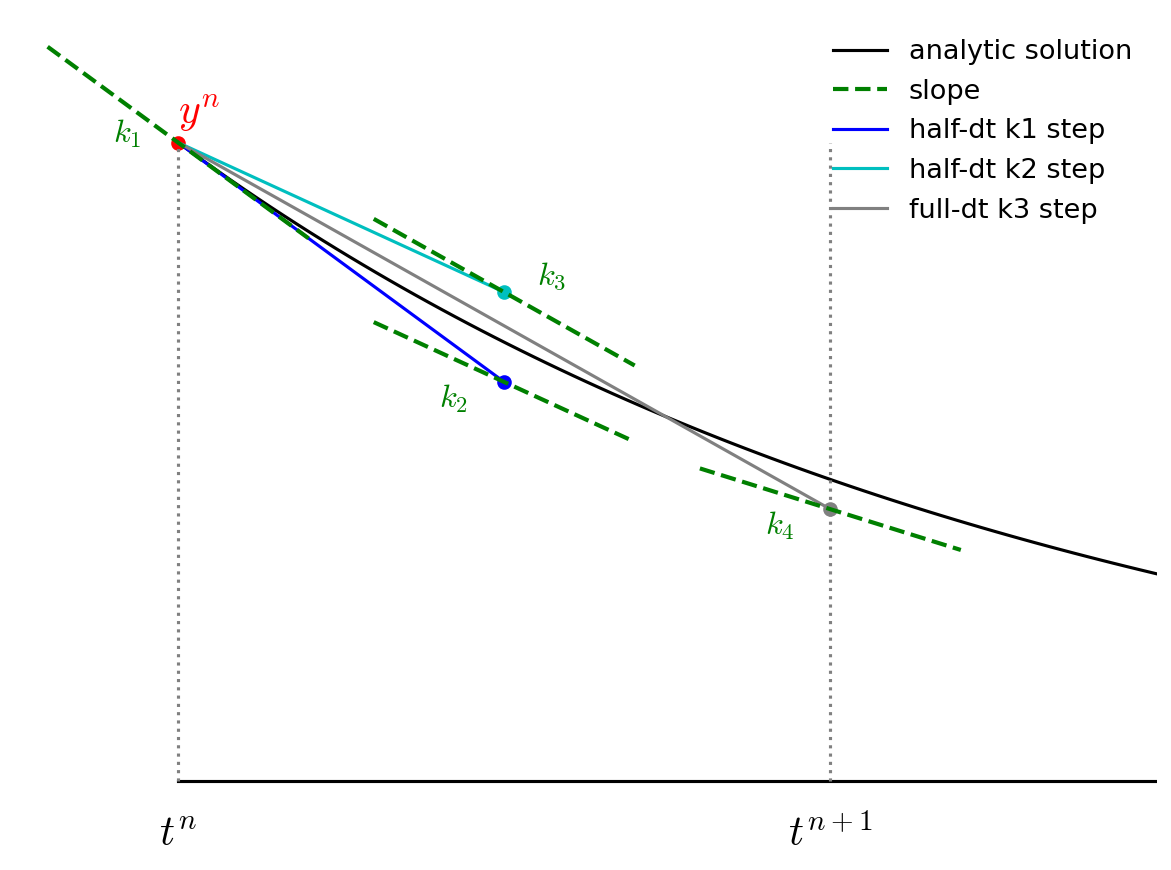 analytic solution
slope
half-dt k1 step
half-dt k2 step
full-dt k3 step
yⁿ
k₁
k₃
k₂
k₄
tⁿ
tⁿ⁺¹